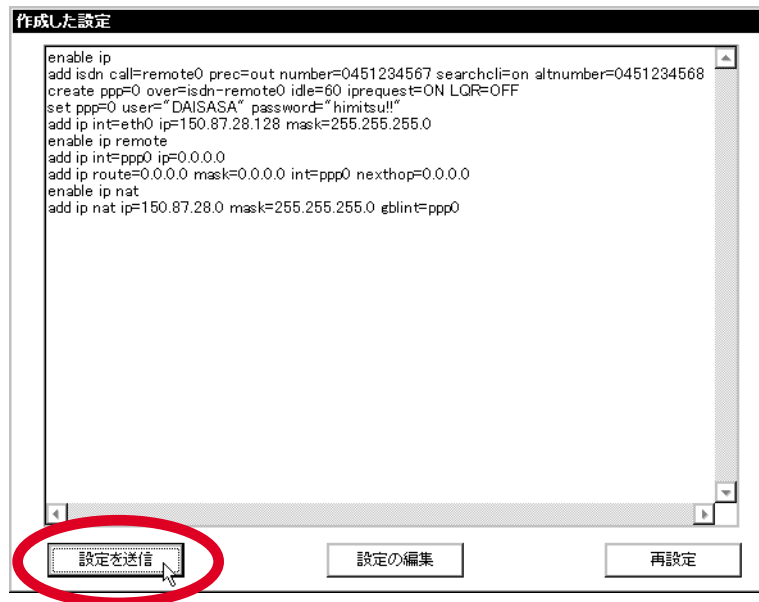 作成した設定
enable ip
add isdn call=remote0 prec=out number=0451234567 searchcli=on altnumber=0451234568
create ppp=0 over=isdn-remote0 idle=60 iprequest=ON LQR=OFF
set ppp=0 user="DAISASA" password="himitsu!!"
add ip int=eth0 ip=150.87.28.128 mask=255.255.255.0
enable ip remote
add ip int=ppp0 ip=0.0.0.0
add ip route=0.0.0.0 mask=0.0.0.0 int=ppp0 nexthop=0.0.0.0
enable ip nat
add ip nat ip=150.87.28.0 mask=255.255.255.0 gblint=ppp0
設定を送信
設定の編集
再設定